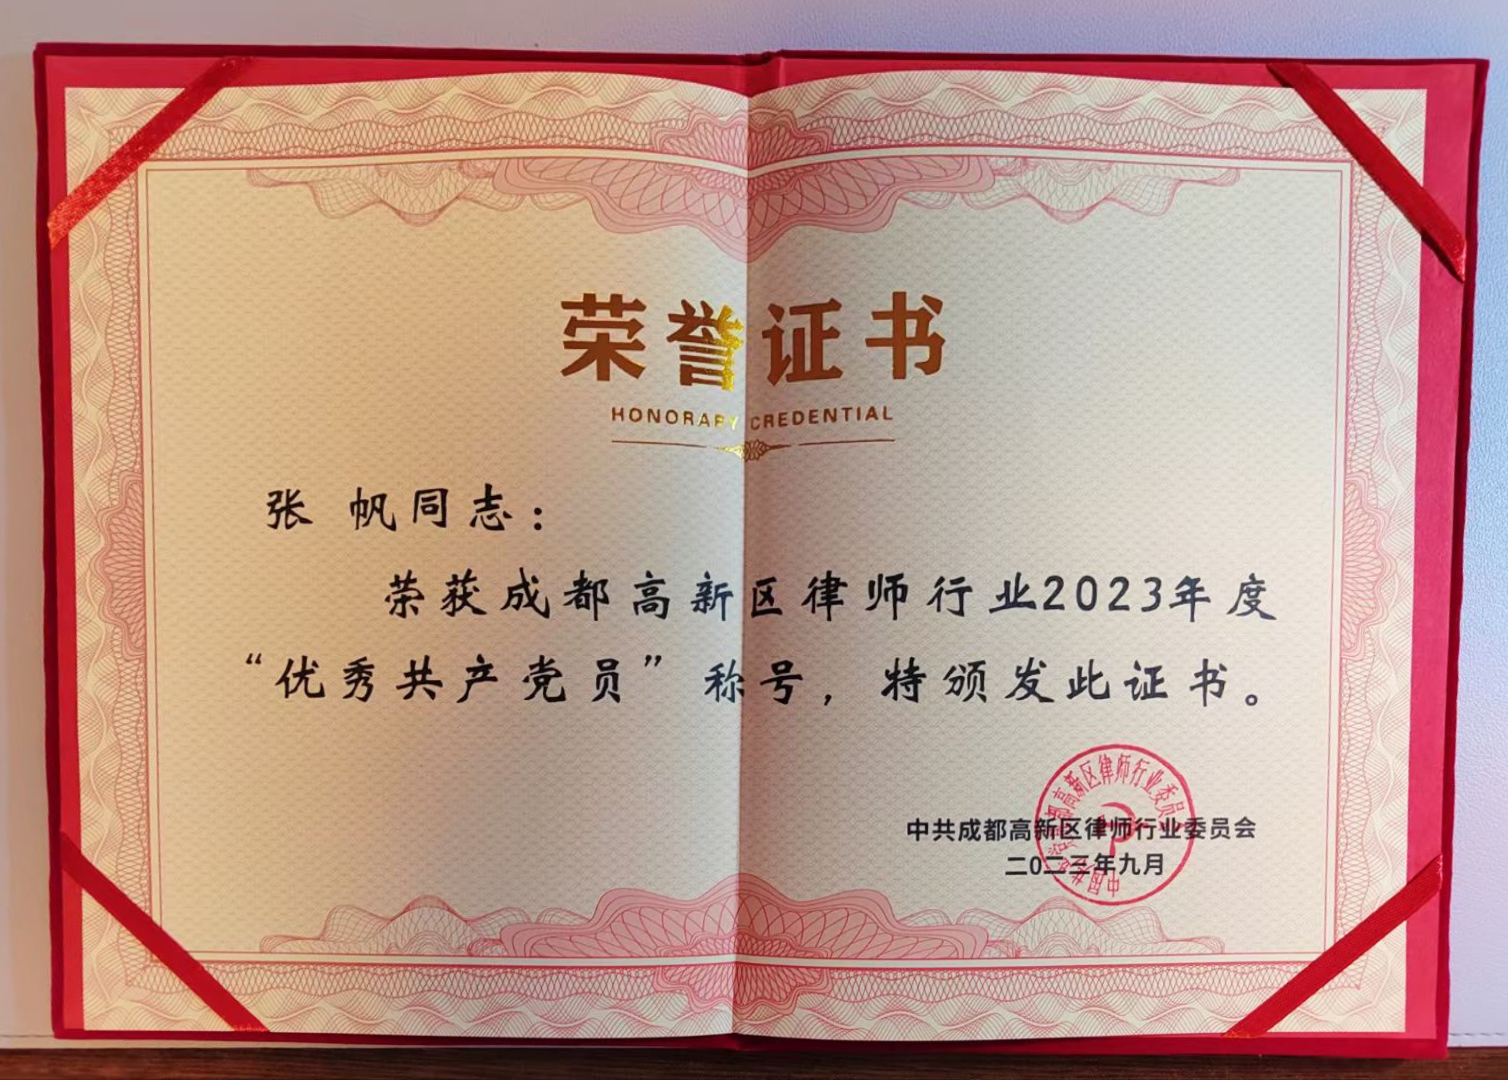 荣誉证书
HONORARY CREDENTIAL
张 帆同志：
荣获成都高新区律师行业2023年度
“优秀共产党员”称号，特颁发此证书。
中共成都高新区律师行业委员会
二0二三年九月